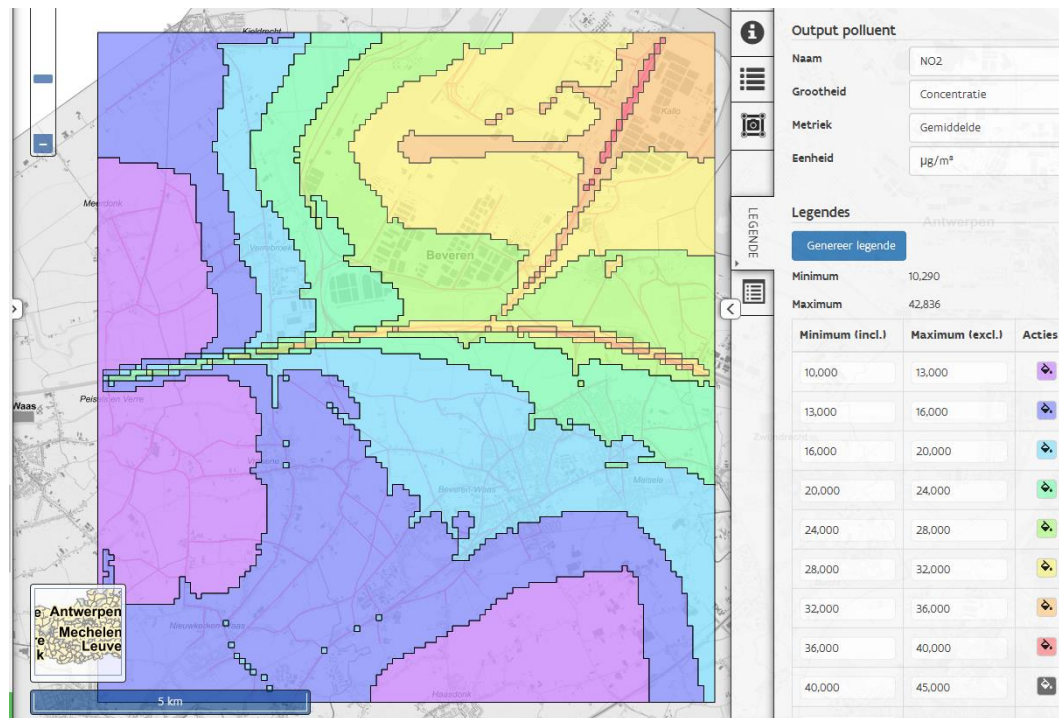 Kieldrecht
Kallo
Meerdonk
Verrebroek
Beveren
Waas
Vrasene
Beveren-Waas
Melsele
Nieuwkerken-Waas
Haasdonk
Antwerpen
Mechelen
Leuve
k
5 km
LEGENDE
Output polluent
Naam
NO2
Grootheid
Concentratie
Metriek
Gemiddelde
Eenheid
µg/m³
Legendes
Antwerpen
Genereer legende
Minimum 10,290
Maximum 42,836
Minimum (incl.) Maximum (excl.) Acties
10,000 13,000
13,000 16,000
16,000 20,000
20,000 24,000
24,000 28,000
28,000 32,000
32,000 36,000
36,000 40,000
40,000 45,000